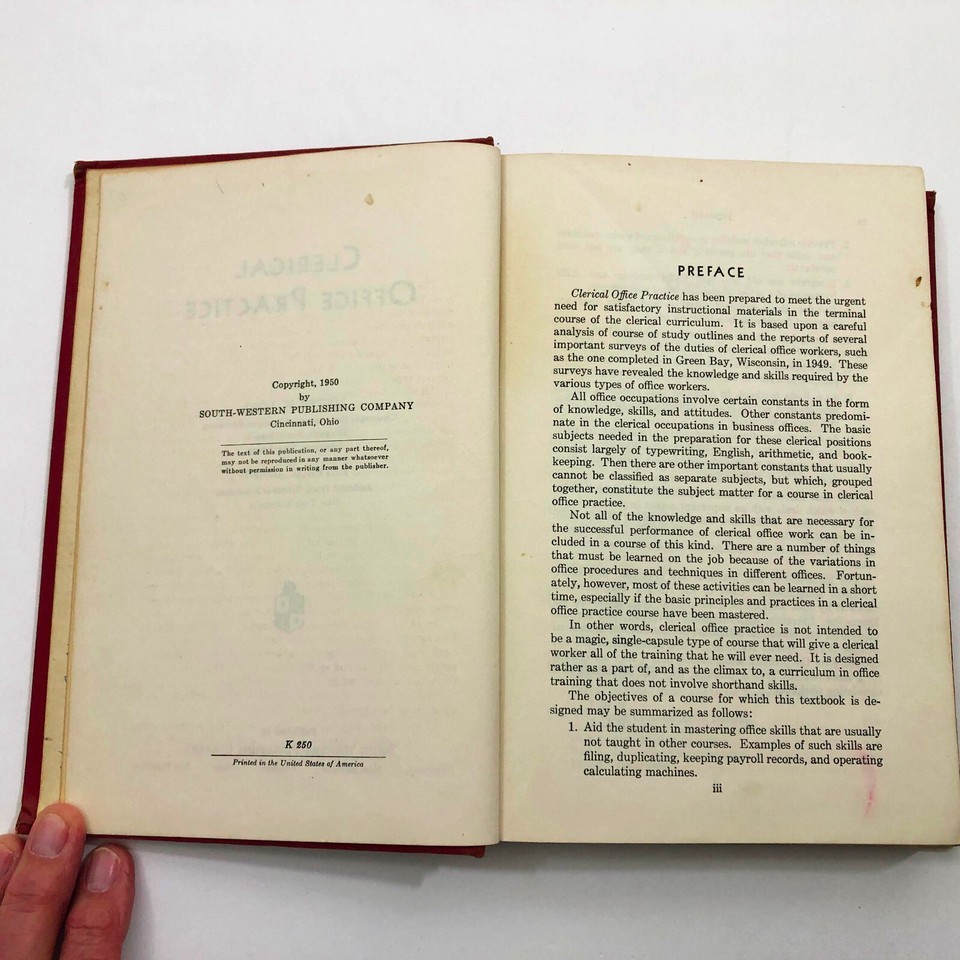 CLERICAL
OFFICE PRACTICE
Copyright, 1950
by
SOUTH-WESTERN PUBLISHING COMPANY
Cincinnati, Ohio
The text of this publication, or any part thereof,
may not be reproduced in any manner whatsoever
without permission in writing from the publisher.
K 250
Printed in the United States of America
PREFACE
Clerical Office Practice has been prepared to meet the urgent
need for satisfactory instructional materials in the terminal
course of the clerical curriculum. It is based upon a careful
analysis of course of study outlines and the reports of several
important surveys of the duties of clerical office workers, such
as the one completed in Green Bay, Wisconsin, in 1949. These
surveys have revealed the knowledge and skills required by the
various types of office workers.
All office occupations involve certain constants in the form
of knowledge, skills, and attitudes. Other constants predomi-
nate in the clerical occupations in business offices. The basic
subjects needed in the preparation for these clerical positions
consist largely of typewriting, English, arithmetic, and book-
keeping. Then there are other important constants that usually
cannot be classified as separate subjects, but which, grouped
together, constitute the subject matter for a course in clerical
office practice.
Not all of the knowledge and skills that are necessary for
the successful performance of clerical office work can be in-
cluded in a course of this kind. There are a number of things
that must be learned on the job because of the variations in
office procedures and techniques in different offices. Fortun-
ately, however, most of these activities can be learned in a short
time, especially if the basic principles and practices in a clerical
office practice course have been mastered.
In other words, clerical office practice is not intended to
be a magic, single-capsule type of course that will give a clerical
worker all of the training that he will ever need. It is designed
rather as a part of, and as the climax to, a curriculum in office
training that does not involve shorthand skills.
The objectives of a course for which this textbook is de-
signed may be summarized as follows:
1. Aid the student in mastering office skills that are usually
not taught in other courses. Examples of such skills are
filing, duplicating, keeping payroll records, and operating
calculating machines.
iii